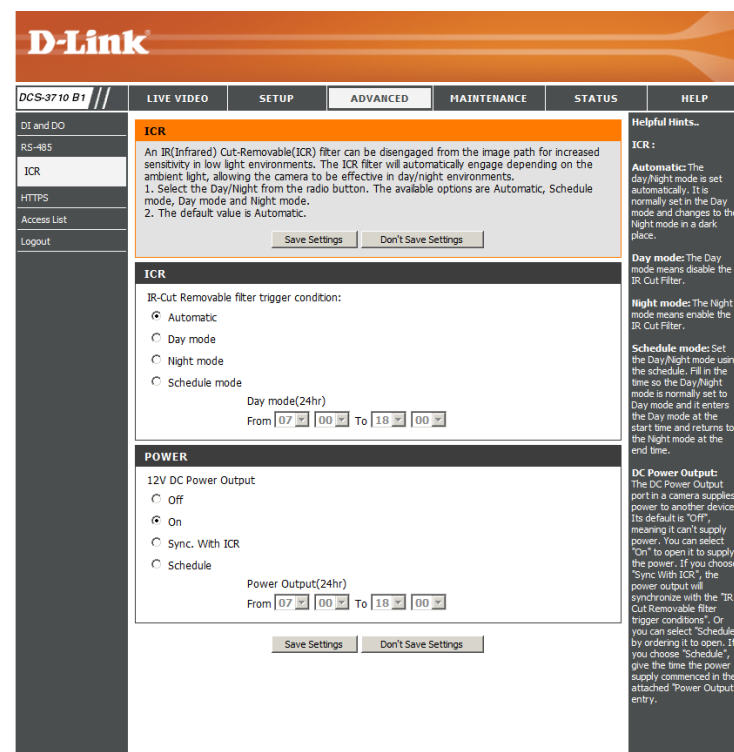 D-Link
DCS-3710 B1 // LIVE VIDEO SETUP ADVANCED MAINTENANCE STATUS HELP
DI and DO
RS-485
ICR
HTTPS
Access List
Logout
ICR
An IR(Infrared) Cut-Removable(ICR) filter can be disengaged from the image path for increased
sensitivity in low light environments. The ICR filter will automatically engage depending on the
ambient light, allowing the camera to be effective in day/night environments.
1. Select the Day/Night from the radio button. The available options are Automatic, Schedule
mode, Day mode and Night mode.
2. The default value is Automatic.
Save Settings Don't Save Settings
ICR
IR-Cut Removable filter trigger condition:
Automatic
Day mode
Night mode
Schedule mode
Day mode(24hr)
From 07 00 To 18 00
POWER
12V DC Power Output
Off
On
Sync. With ICR
Schedule
Power Output(24hr)
From 07 00 To 18 00
Save Settings Don't Save Settings
Helpful Hints..
ICR :
Automatic: The
day/Night mode is set
automatically. It is
normally set in the Day
mode and changes to the
Night mode in a dark
place.
Day mode: The Day
mode means disable the
IR Cut Filter.
Night mode: The Night
mode means enable the
IR Cut Filter.
Schedule mode: Set
the Day/Night mode usin
the schedule. Fill in the
time so the Day/Night
mode is normally set to
Day mode and it enters
the Day mode at the
start time and returns to
the Night mode at the
end time.
DC Power Output:
The DC Power Output
port in a camera supplies
power to another device
Its default is "Off",
meaning it can't supply
power. You can select
"On" to open it to supply
the power. If you choose
"Sync With ICR", the
power output will
synchronize with the "IR
Cut Removable filter
trigger conditions". Or
you can select "Schedule
by ordering it to open. If
you choose "Schedule",
give the time the power
supply commenced in the
attached "Power Output
entry.